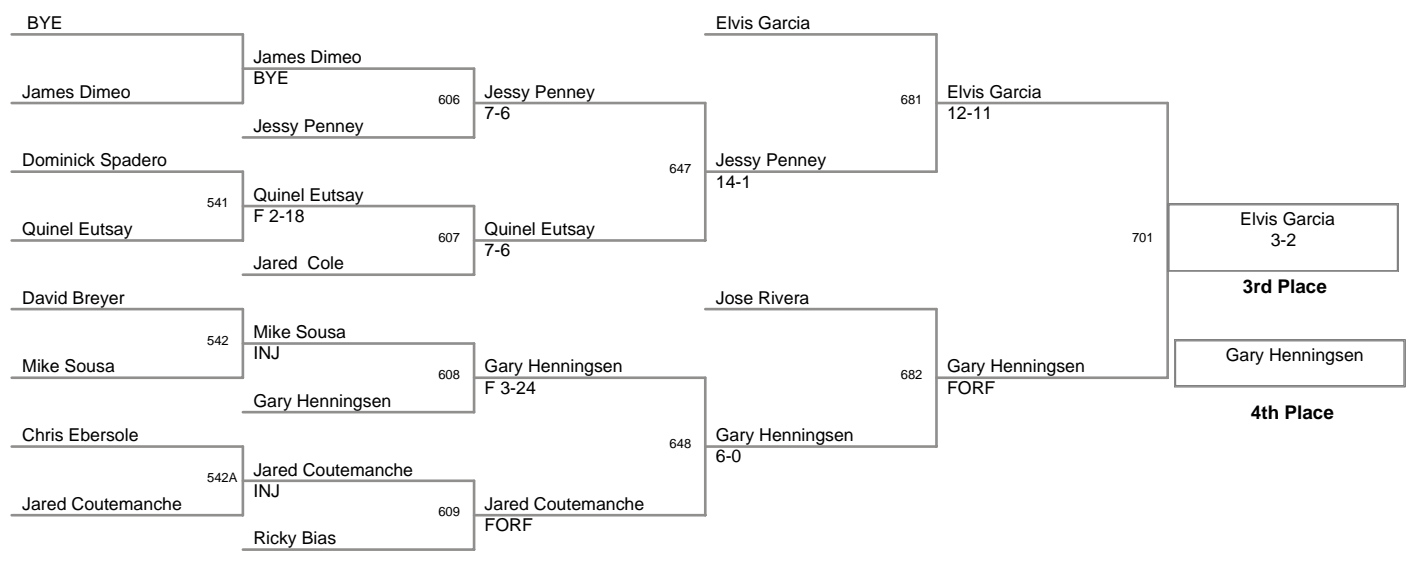 BYE
James Dimeo
Dominick Spadero
541
Quinel Eutsay
David Breyer
542
Mike Sousa
Chris Ebersole
542A
Jared Coutemanche
James Dimeo
BYE
606
Jessy Penney
Quinel Eutsay
F 2-18
607
Jared  Cole
Mike Sousa
INJ
608
Gary Henningsen
Jared Coutemanche
INJ
609
Ricky Bias
Jessy Penney
7-6
647
Quinel Eutsay
7-6
Gary Henningsen
F 3-24
648
Jared Coutemanche
FORF
Elvis Garcia
681
Jessy Penney
14-1
Jose Rivera
682
Gary Henningsen
6-0
Elvis Garcia
12-11
701
Gary Henningsen
FORF
Elvis Garcia
3-2
3rd Place
Gary Henningsen
4th Place